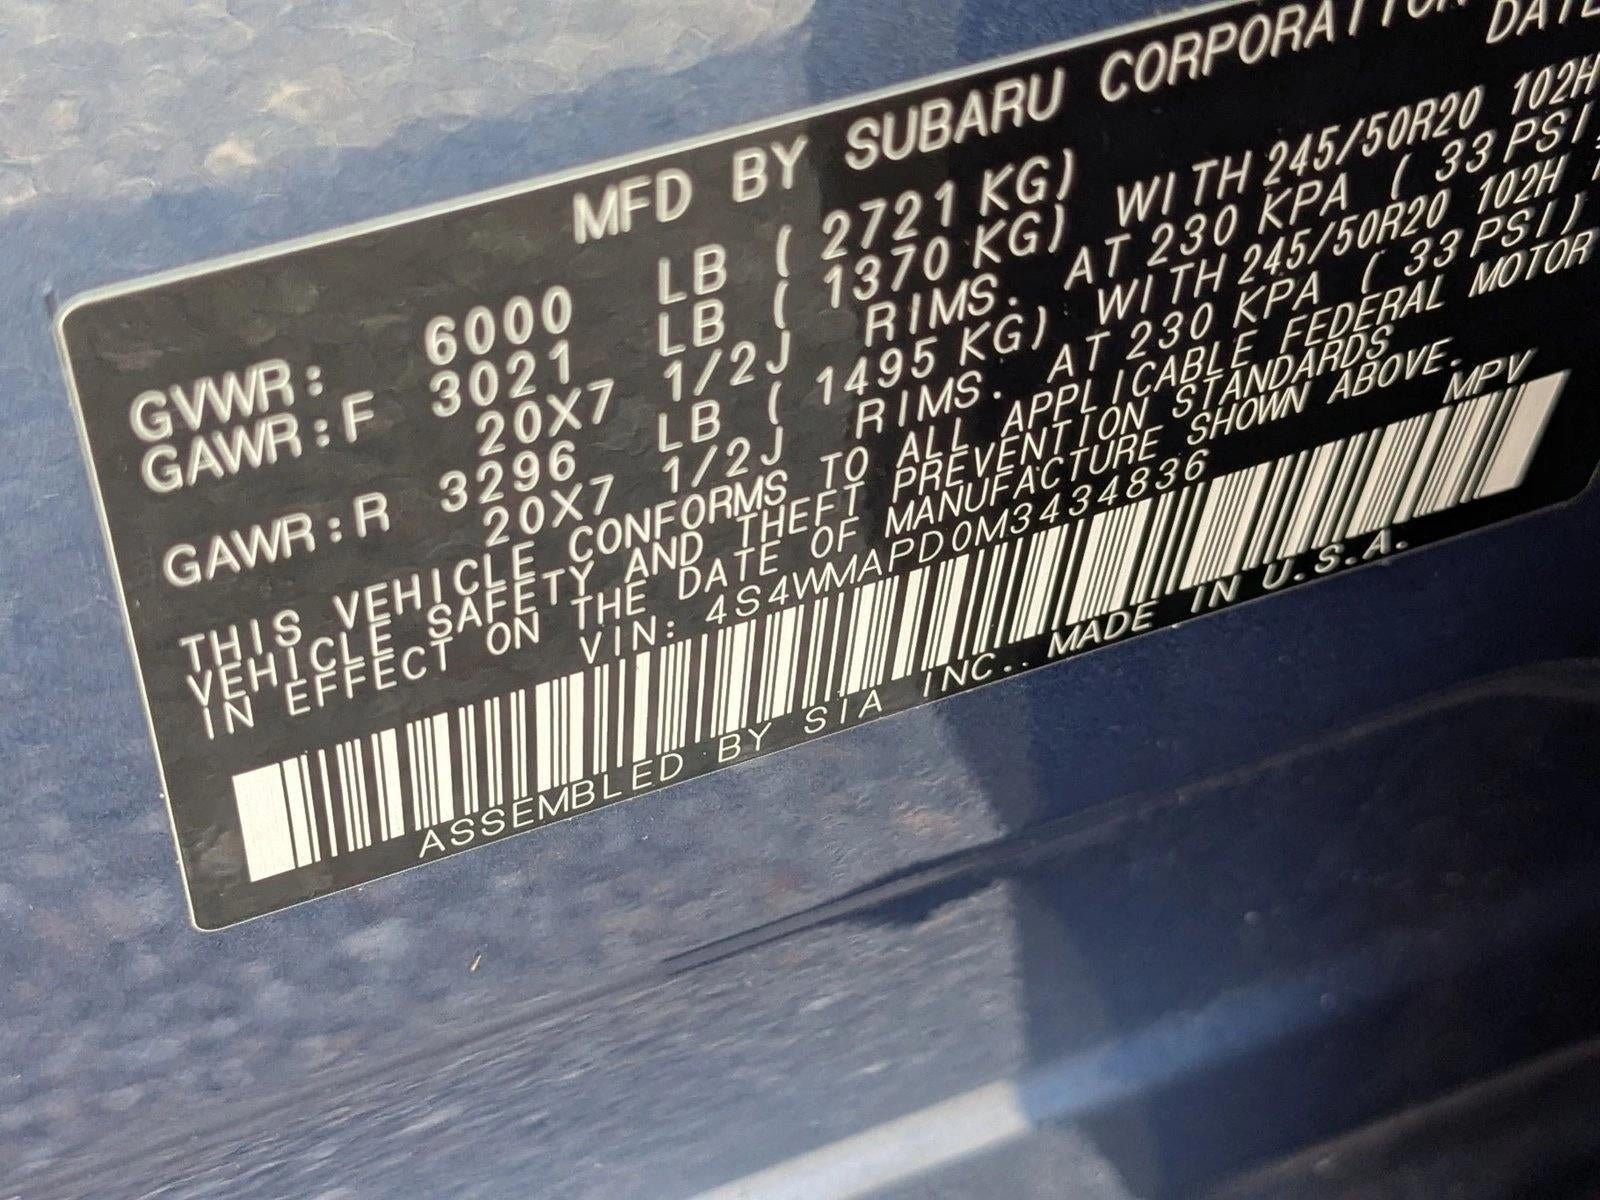 MFD BY SUBARU CORPORATION
GVWR: 6000 LB ( 2721 KG)
GAWR:F 3021 LB ( 1370 KG) WITH 245/50R20 102H
20X7 1/2J RIMS. AT 230 KPA ( 33 PSI)
GAWR:R 3296 LB ( 1495 KG) WITH 245/50R20 102H
20X7 1/2J RIMS. AT 230 KPA ( 33 PSI)
THIS VEHICLE CONFORMS TO ALL APPLICABLE FEDERAL MOTOR
VEHICLE SAFETY AND THEFT PREVENTION STANDARDS
IN EFFECT ON THE DATE OF MANUFACTURE SHOWN ABOVE.
VIN: 4S4WMAPD0M3434836 MPV
ASSEMBLED BY SIA INC.. MADE IN U.S.A.